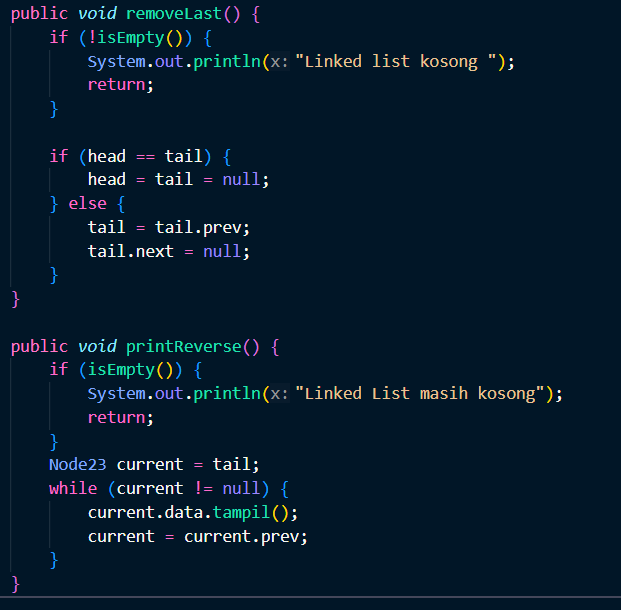 public void removeLast() {
    if (!isEmpty()) {
        System.out.println(x: "Linked list kosong ");
        return;
    }

    if (head == tail) {
        head = tail = null;
    } else {
        tail = tail.prev;
        tail.next = null;
    }
}

public void printReverse() {
    if (isEmpty()) {
        System.out.println(x: "Linked List masih kosong");
        return;
    }
    Node23 current = tail;
    while (current != null) {
        current.data.tampil();
        current = current.prev;
    }
}